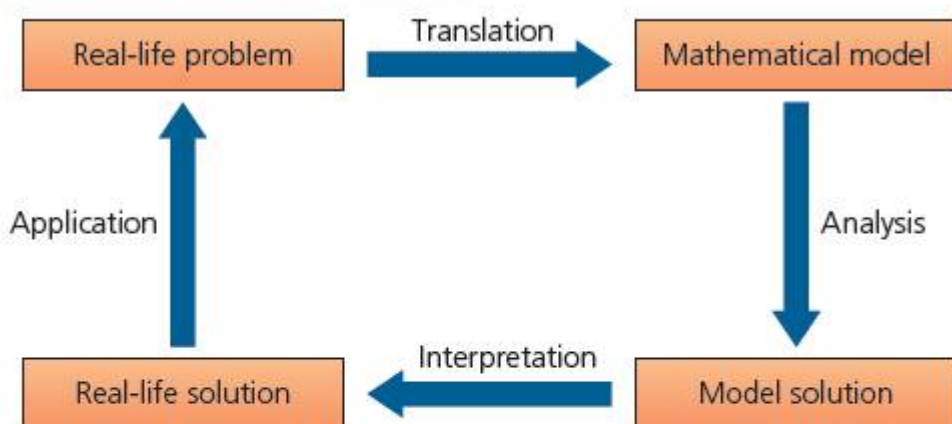 Real-life problem
Translation
Mathematical model
Application
Analysis
Real-life solution
Interpretation
Model solution